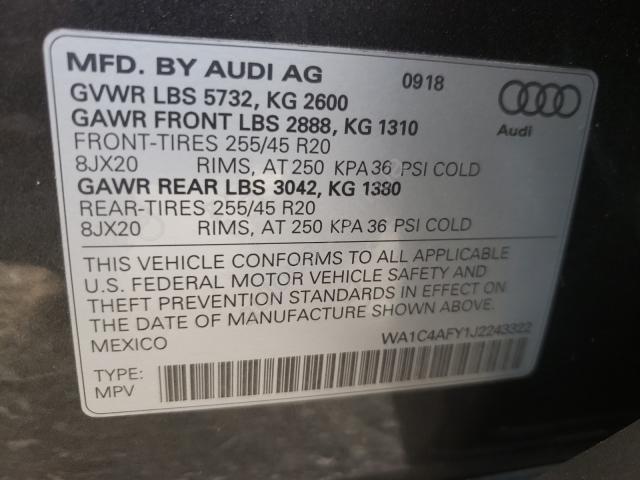 MFD. BY AUDI AG 0918
GVWR LBS 5732, KG 2600
Audi
GAWR FRONT LBS 2888, KG 1310
FRONT-TIRES 255/45 R20
8JX20 RIMS, AT 250 KPA 36 PSI COLD
GAWR REAR LBS 3042, KG 1380
REAR-TIRES 255/45 R20
8JX20 RIMS, AT 250 KPA 36 PSI COLD
THIS VEHICLE CONFORMS TO ALL APPLICABLE
U.S. FEDERAL MOTOR VEHICLE SAFETY AND
THEFT PREVENTION STANDARDS IN EFFECT ON
THE DATE OF MANUFACTURE SHOWN ABOVE.
MEXICO WA1C4AFY1J2243322
TYPE:
MPV